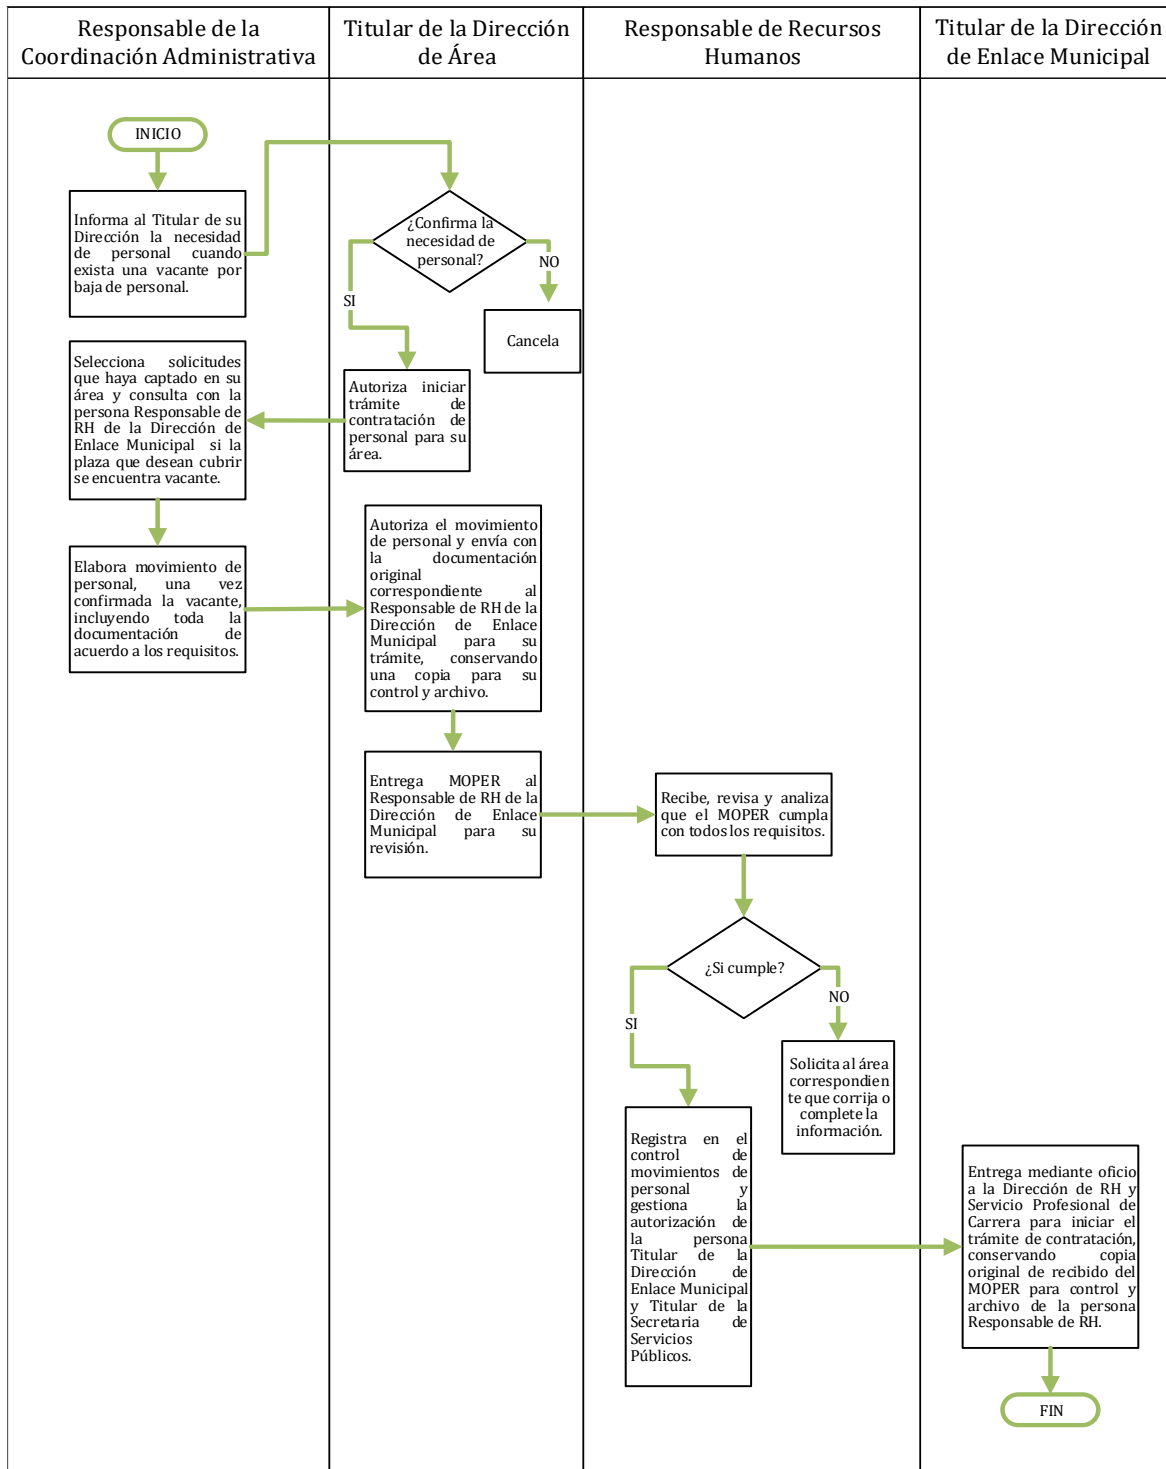 Responsable de la
Coordinación Administrativa
Titular de la Dirección
de Área
Responsable de Recursos
Humanos
Titular de la Dirección
de Enlace Municipal
INICIO
Informa al Titular de su
Dirección la necesidad
de personal cuando
exista una vacante por
baja de personal.
¿Confirma la
necesidad de
personal?
NO
SI
Cancela
Autoriza iniciar
trámite de
contratación de
personal para su
área.
Selecciona solicitudes
que haya captado en su
área y consulta con la
persona Responsable de
RH de la Dirección de
Enlace Municipal si la
plaza que desean cubrir
se encuentra vacante.
Elabora movimiento de
personal, una vez
confirmada la vacante,
incluyendo toda la
documentación de
acuerdo a los requisitos.
Autoriza el movimiento
de personal y envía con
la documentación
original
correspondiente al
Responsable de RH de la
Dirección de Enlace
Municipal para su
trámite, conservando
una copia para su
control y archivo.
Entrega MOPER al
Responsable de RH de la
Dirección de Enlace
Municipal para su
revisión.
Recibe, revisa y analiza
que el MOPER cumpla
con todos los requisitos.
¿Si cumple?
NO
SI
Solicita al área
correspondien
te que corrija o
complete la
información.
Registra en el
control de
movimientos de
personal y
gestiona la
autorización de
la persona
Titular de la
Dirección de
Enlace Municipal
y Titular de la
Secretaria de
Servicios
Públicos.
Entrega mediante oficio
a la Dirección de RH y
Servicio Profesional de
Carrera para iniciar el
trámite de contratación,
conservando copia
original de recibido del
MOPER para control y
archivo de la persona
Responsable de RH.
FIN